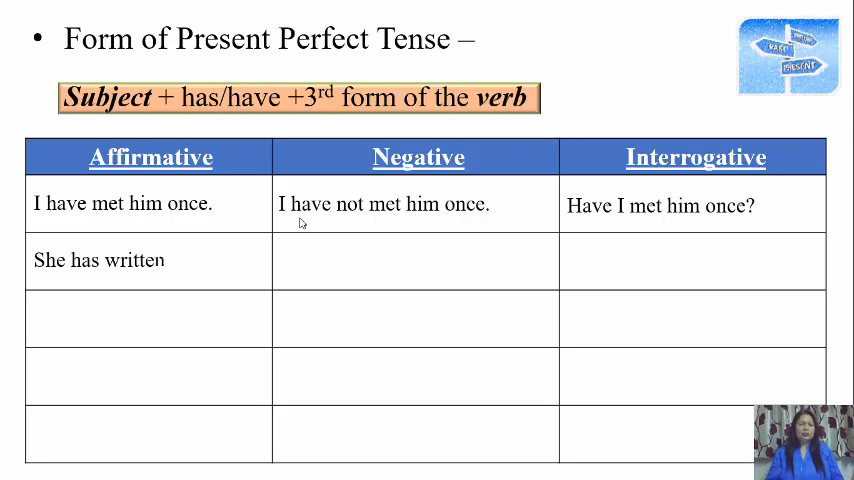 • Form of Present Perfect Tense –
Subject + has/have +3rd form of the verb
PRESENT
Affirmative Negative Interrogative
I have met him once. I have not met him once. Have I met him once?
She has written